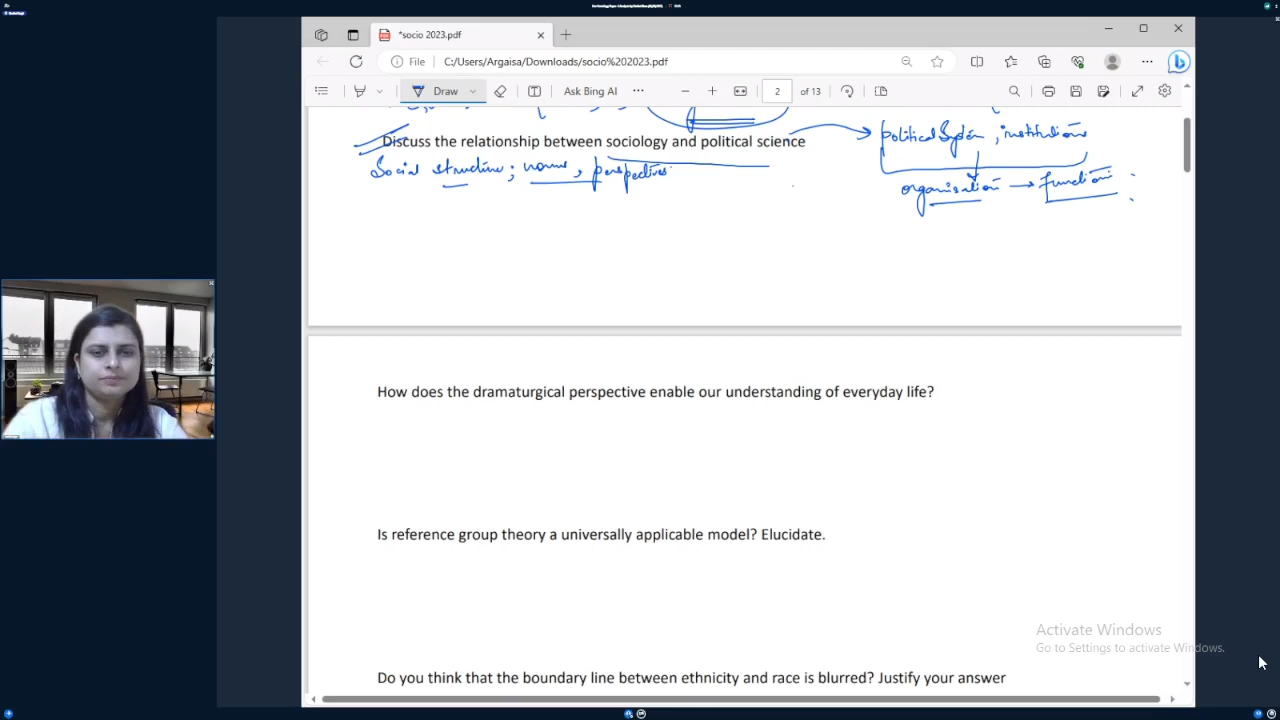 *socio 2023.pdf
File C:/Users/Argaisa/Downloads/socio%202023.pdf
Draw Ask Bing AI 2 of 13
Discuss the relationship between sociology and political science
political System, institutions
Social structure; norms, perspectives
organisation → functions
How does the dramaturgical perspective enable our understanding of everyday life?
Is reference group theory a universally applicable model? Elucidate.
Activate Windows
Go to Settings to activate Windows.
Do you think that the boundary line between ethnicity and race is blurred? Justify your answer